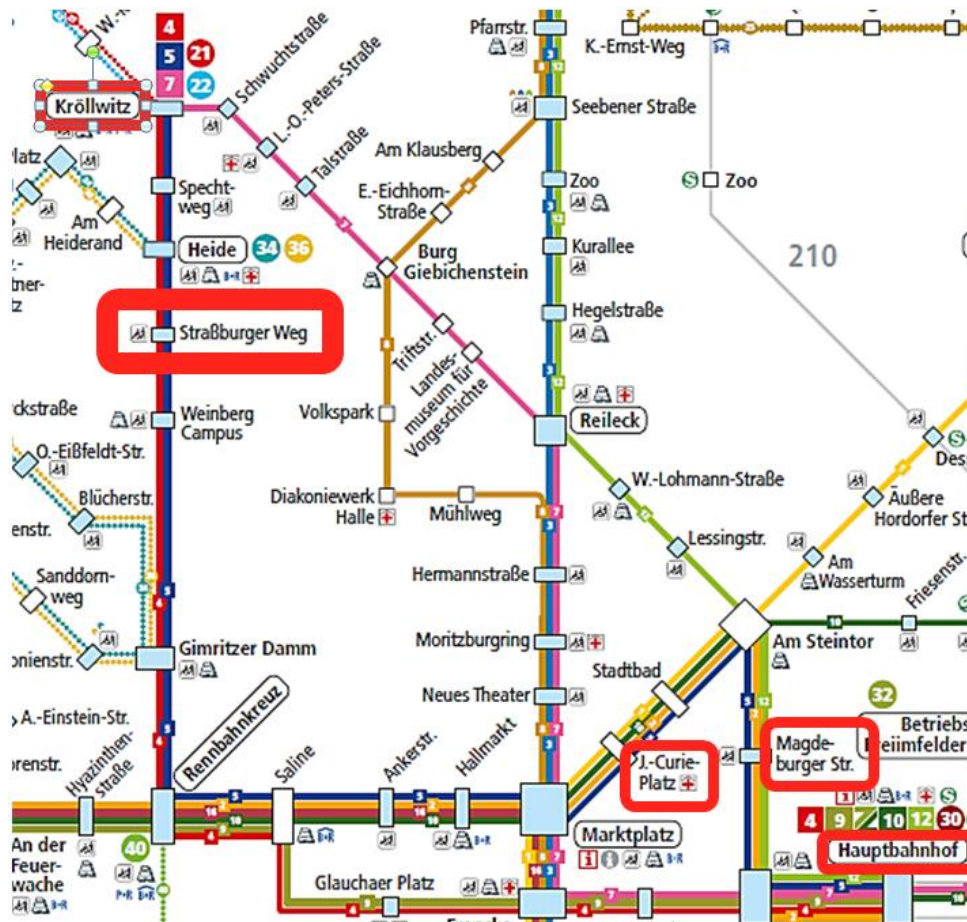 W.-
4
5 21
7 22
Kröllwitz
Schwuchtstraße
L.-O.-Peters-Straße
Talstraße
Pfarrstr.
K.-Ernst-Weg
B+R
Seebener Straße
Am Klausberg
E.-Eichhorn-
Straße
Zoo
Zoo
Kurallee
Burg
Giebichenstein
210
Hegelstraße
Specht-
weg
Am
Heiderand
Heide 34 36
B+R
Straßburger Weg
Triftstr.
Landes-
museum für
Vorgeschichte
Volkspark
Reileck
Weinberg
Campus
O.-Eißfeldt-Str.
Blücherstr.
Diakoniewerk
Halle
Mühlweg
W.-Lohmann-Straße
Lessingstr.
Äußere
Hordorfer St
Am
Wasserturm
Friesenstr.
Hermannstraße
Sanddorn-
weg
Moritzburgring
Am Steintor
Gimritzer Damm
Stadtbad
Neues Theater
32
A.-Einstein-Str.
Hyazinthen-
straße
Rennbahnkreuz
Saline
Ankerstr.
Hallmarkt
J.-Curie-
Platz
Magde-
burger Str.
Betriebs
Freiimfelder
B+R
4 9 10 12 30
Hauptbahnhof
Marktplatz
B+R
An der
Feuer-
wache
B+R
40
P+R B+R
B+R
Glauchaer Platz